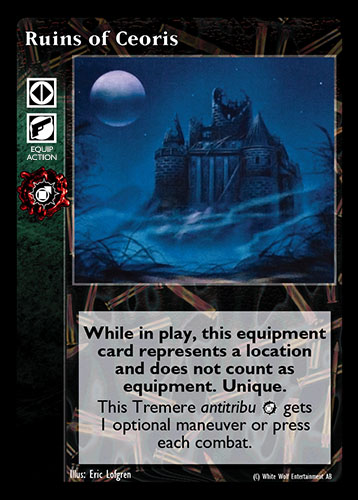 Ruins of Ceoris
EQUIP
ACTION
While in play, this equipment
card represents a location
and does not count as
equipment. Unique.
This Tremere antitribu gets
1 optional maneuver or press
each combat.
Illus: Eric Lofgren
(C) White Wolf Entertainment AB